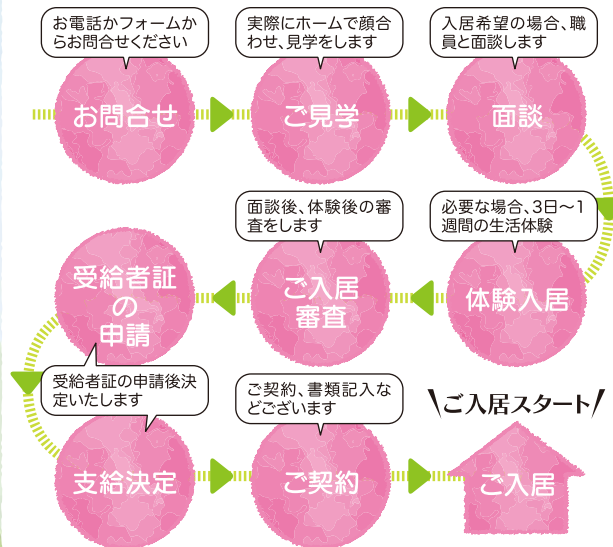 お電話かフォームか
らお問合せください
お問合せ
実際にホームで顔合
わせ、見学をします
ご見学
入居希望の場合、職
員と面談します
面談
必要な場合、3日〜1
週間の生活体験
体験入居
面談後、体験後の審
査をします
ご入居
審査
受給者証
の
申請
受給者証の申請後決
定いたします
支給決定
ご契約、書類記入な
どございます
ご契約
\ご入居スタート/
ご入居